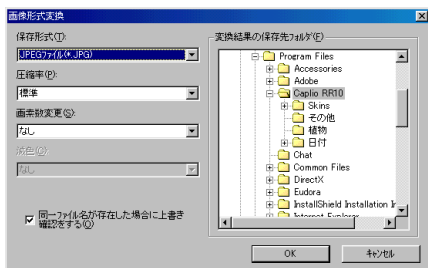 画像形式変換
保存形式(T):
JPEGファイル(*.JPG)
圧縮率(P):
標準
画素数変更(S):
なし
減色(O):
なし
同一ファイル名が存在した場合に上書き
確認をする(Q)
変換結果の保存先フォルダ(F)
Program Files
Accessories
Adobe
Caplio RR10
Skins
その他
植物
日付
Chat
Common Files
DirectX
Eudora
InstallShield Installation Ir
Internet Explorer
OK
キャンセル